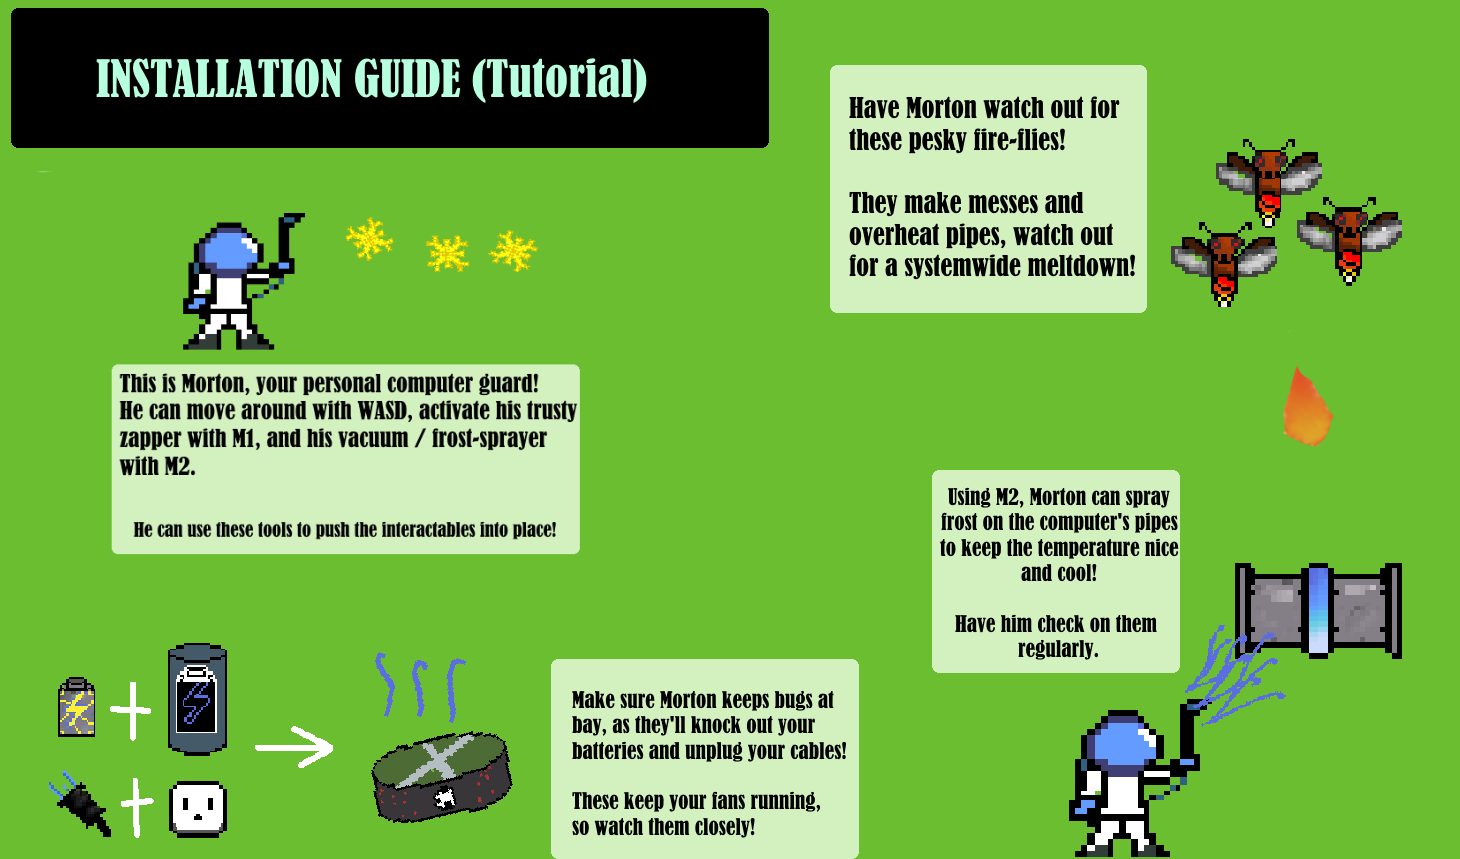 INSTALLATION GUIDE (Tutorial)
Have Morton watch out for
these pesky fire-flies!
They make messes and
overheat pipes, watch out
for a systemwide meltdown!
This is Morton, your personal computer guard!
He can move around with WASD, activate his trusty
zapper with M1, and his vacuum / frost-sprayer
with M2.
He can use these tools to push the interactables into place!
Using M2, Morton can spray
frost on the computer's pipes
to keep the temperature nice
and cool!
Have him check on them
regularly.
Make sure Morton keeps bugs at
bay, as they'll knock out your
batteries and unplug your cables!
These keep your fans running,
so watch them closely!